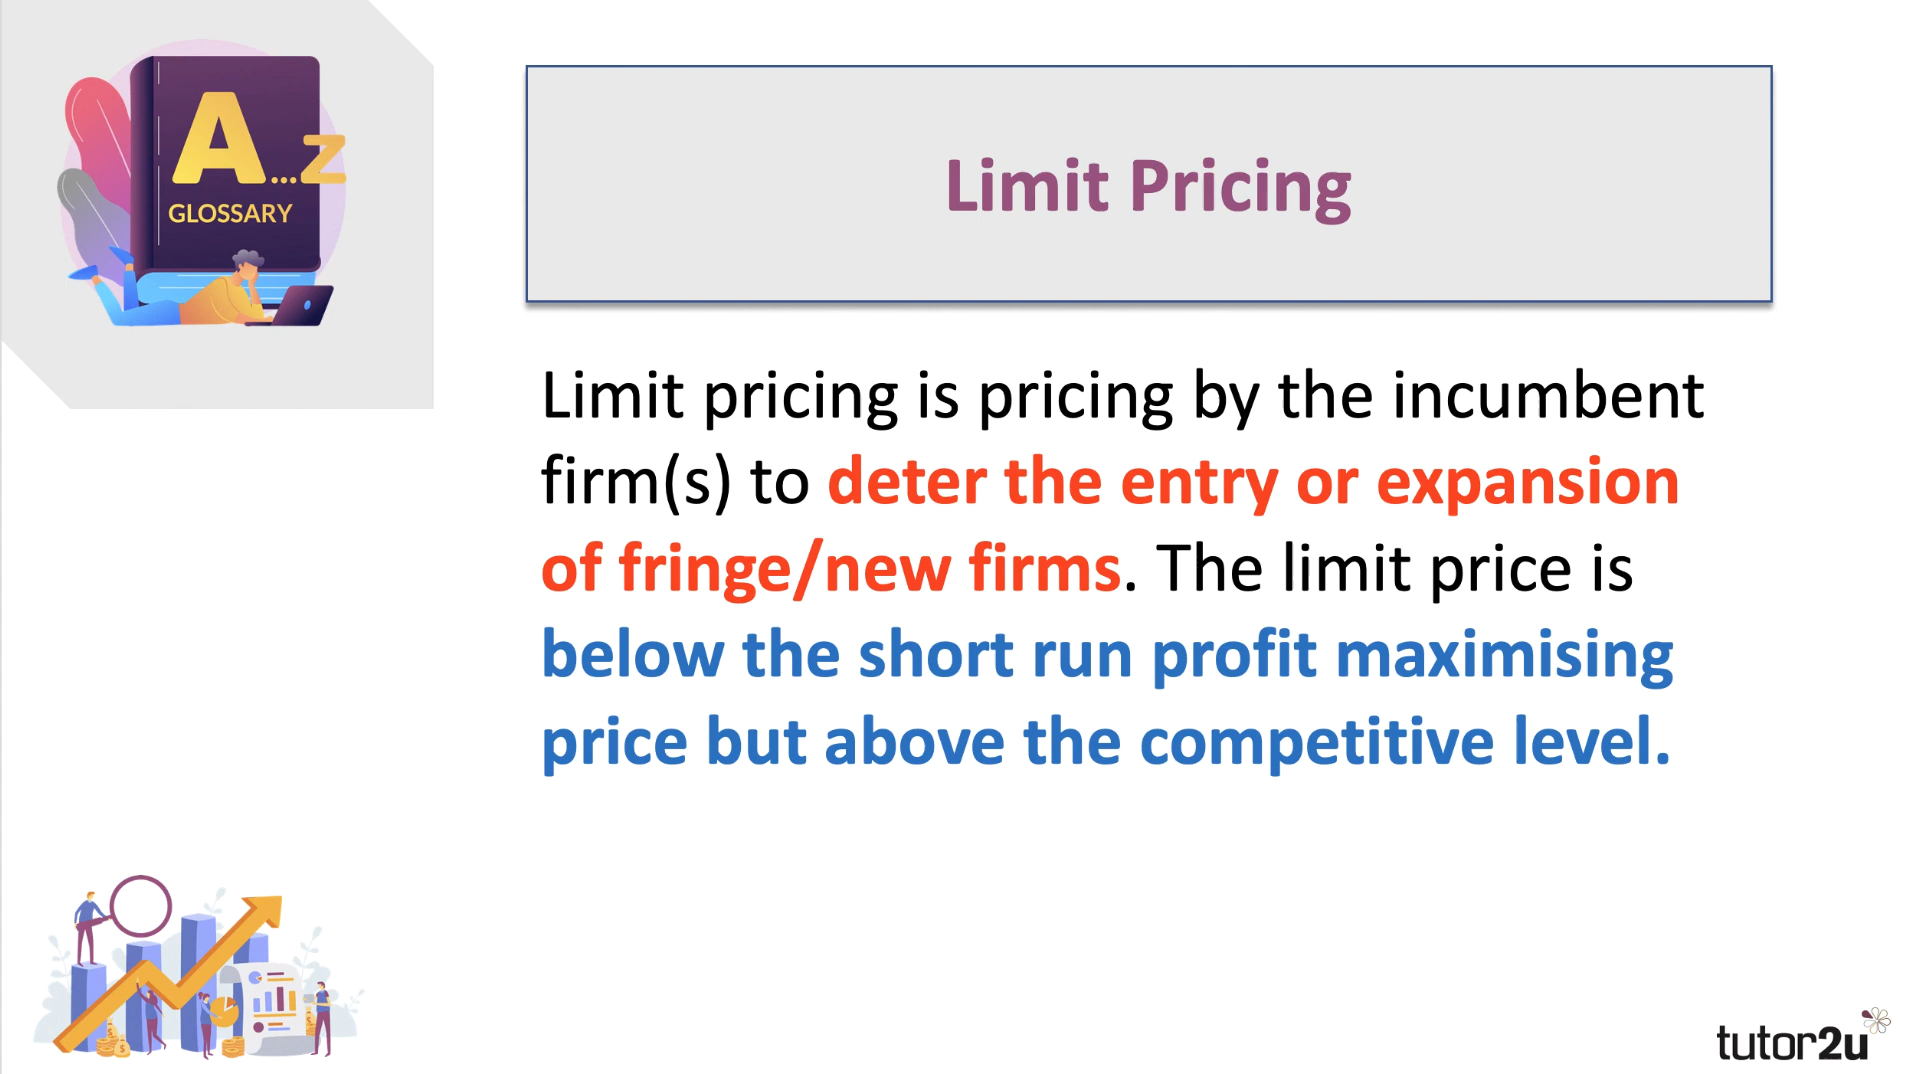 A...Z
GLOSSARY
Limit Pricing
Limit pricing is pricing by the incumbent
firm(s) to deter the entry or expansion
of fringe/new firms. The limit price is
below the short run profit maximising
price but above the competitive level.
tutor2u